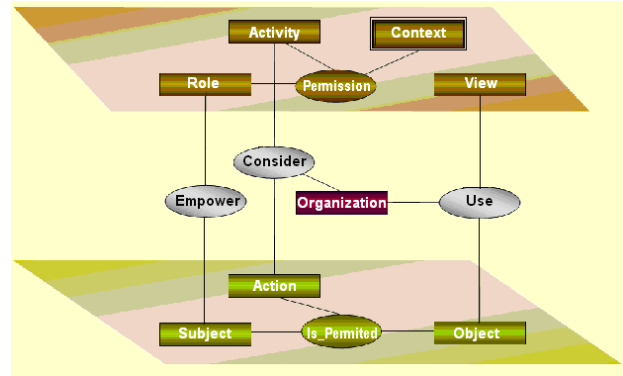 Activity
Context
Role
Permission
View
Consider
Empower
Organization
Use
Action
Subject
Is_Permited
Object